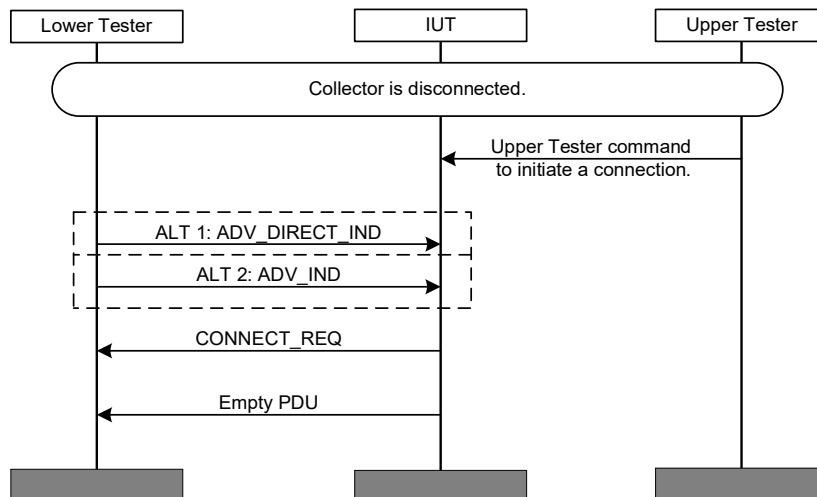 Lower Tester
IUT
Upper Tester
Collector is disconnected.
Upper Tester command
to initiate a connection.
ALT 1: ADV_DIRECT_IND
ALT 2: ADV_IND
CONNECT_REQ
Empty PDU